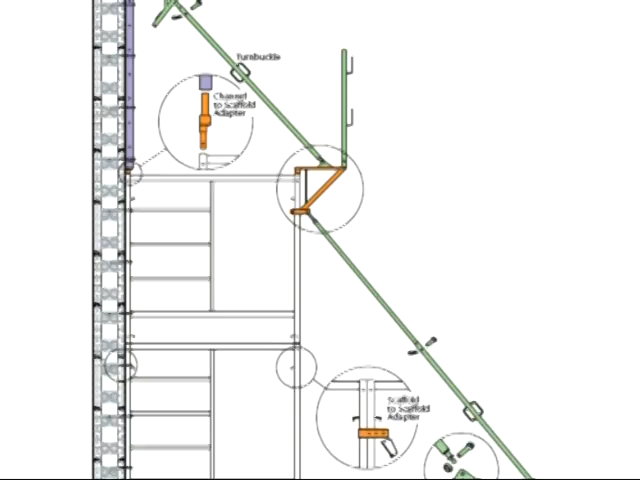 Turnbuckle
Channel
to Scaffold
Adapter
Scaffold
to Scaffold
Adapter